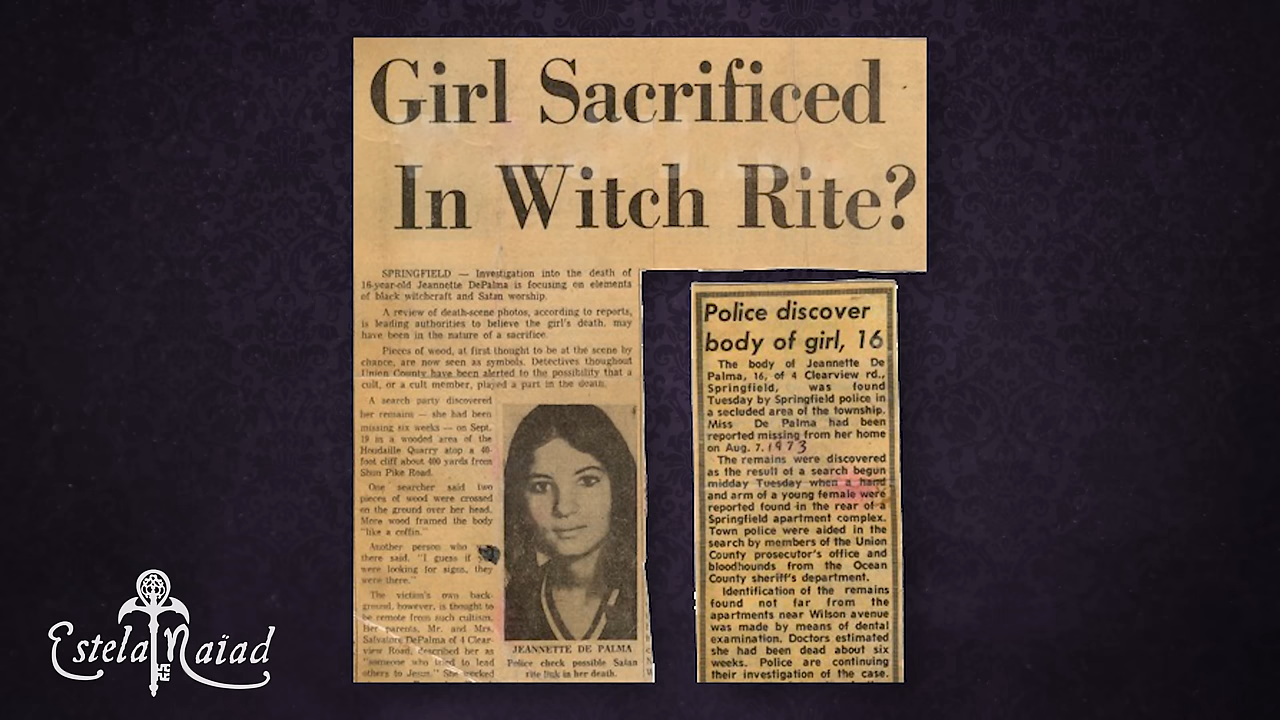 Girl Sacrificed
In Witch Rite?
SPRINGFIELD — Investigation into the death of
16-year-old Jeannette DePalma is focusing on elements
of black witchcraft and Satan worship.
A review of death-scene photos, according to reports,
is leading authorities to believe the girl's death, may
have been in the nature of a sacrifice.
Pieces of wood, at first thought to be at the scene by
chance, are now seen as symbols. Detectives thoughout
Union County have been alerted to the possibility that a
cult, or a cult member, played a part in the death.
A search party discovered
her remains — she had been
missing six weeks — on Sept.
19 in a wooded area of the
Houdaille Quarry atop a 40-
foot cliff about 400 yards from
Shun Pike Road.
One searcher said two
pieces of wood were crossed
on the ground over her head.
More wood framed the body
"like a coffin."
Another person who
there said, "I guess if you
were looking for signs, they
were there."
The victim's own back-
ground, however, is thought to
be remote from such cultism.
Her parents, Mr. and Mrs.
Salvatore DePalma of 4 Clear-
view Road, described her as
"someone who tried to lead
others to Jesus." She
JEANNETTE DE PALMA
Police check possible Satan
rite link in her death.
Police discover
body of girl, 16
The body of Jeannette De
Palma, 16, of 4 Clearview rd.,
Springfield, was found
Tuesday by Springfield police in
a secluded area of the township.
Miss De Palma had been
reported missing from her home
on Aug. 7. 1973
The remains were discovered
as the result of a search begun
midday Tuesday when a hand
and arm of a young female were
reported found in the rear of a
Springfield apartment complex.
Town police were aided in the
search by members of the Union
County prosecutor's office and
bloodhounds from the Ocean
County sheriff's department.
Identification of the remains
found not far from the
apartments near Wilson avenue
was made by means of dental
examination. Doctors estimated
she had been dead about six
weeks. Police are continuing
their investigation of the case.
Estela Naïad